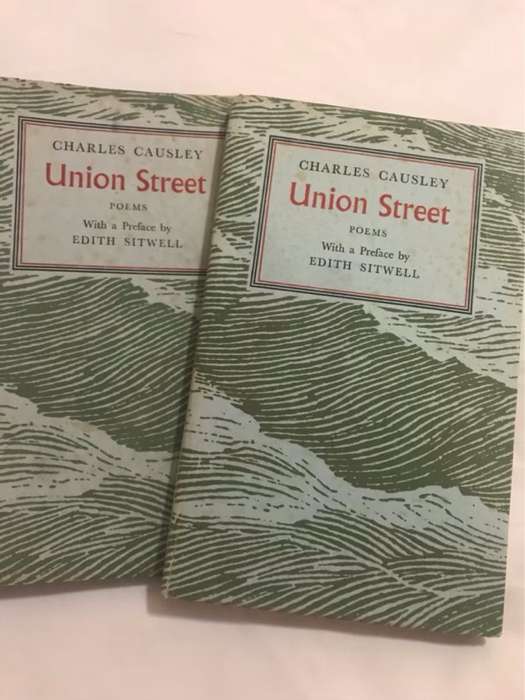 CHARLES CAUSLEY
Union Street
POEMS
With a Preface by
EDITH SITWELL
CHARLES CAUSLEY
Union Street
POEMS
With a Preface by
EDITH SITWELL